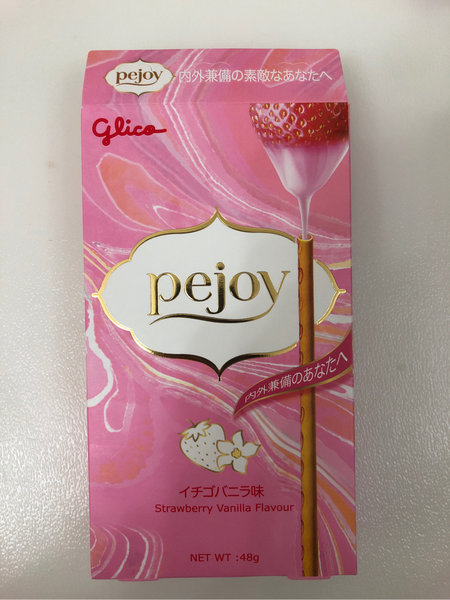 pejoy 内外兼備の素敵なあなたへ
Glico
pejoy
内外兼備のあなたへ
イチゴバニラ味
Strawberry Vanilla Flavour
NET WT :48g